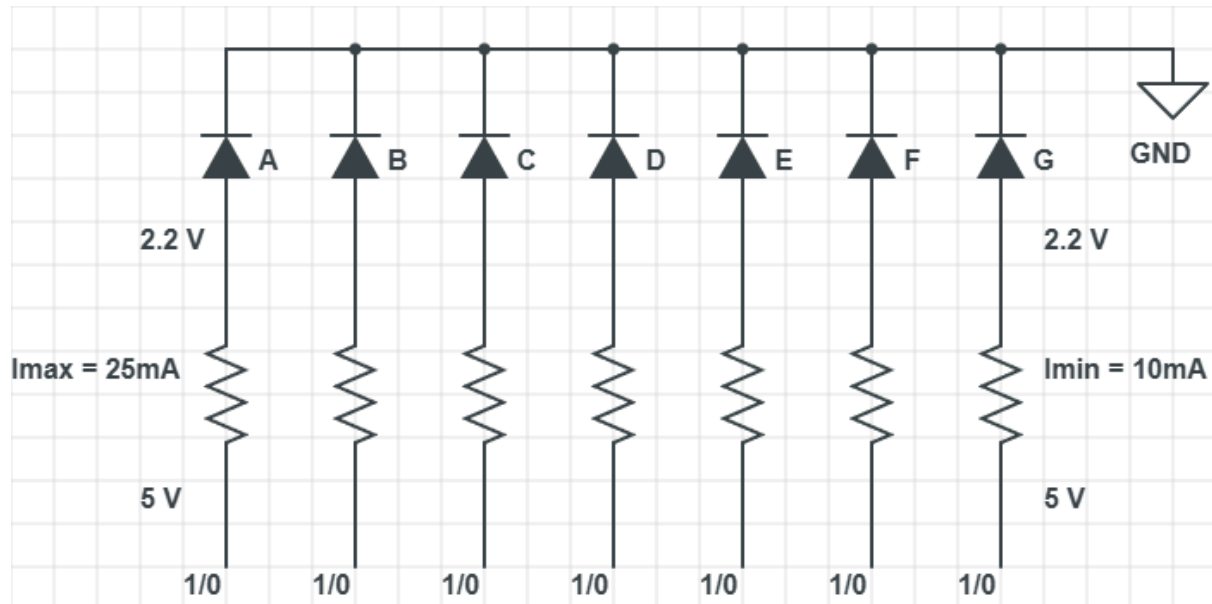 A B C D E F G GND
2.2 V 2.2 V
Imax = 25mA Imin = 10mA
5 V 5 V
1/0 1/0 1/0 1/0 1/0 1/0 1/0